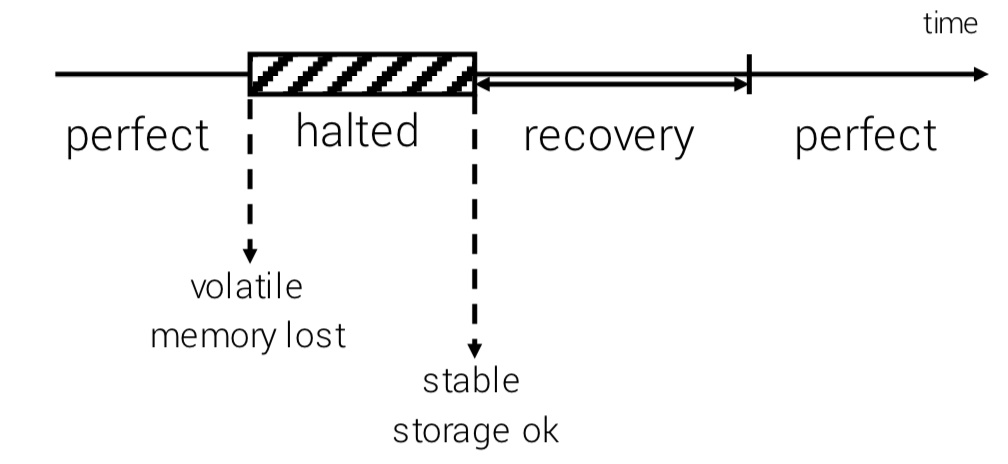 time
perfect
halted
recovery
perfect
volatile
memory lost
stable
storage ok